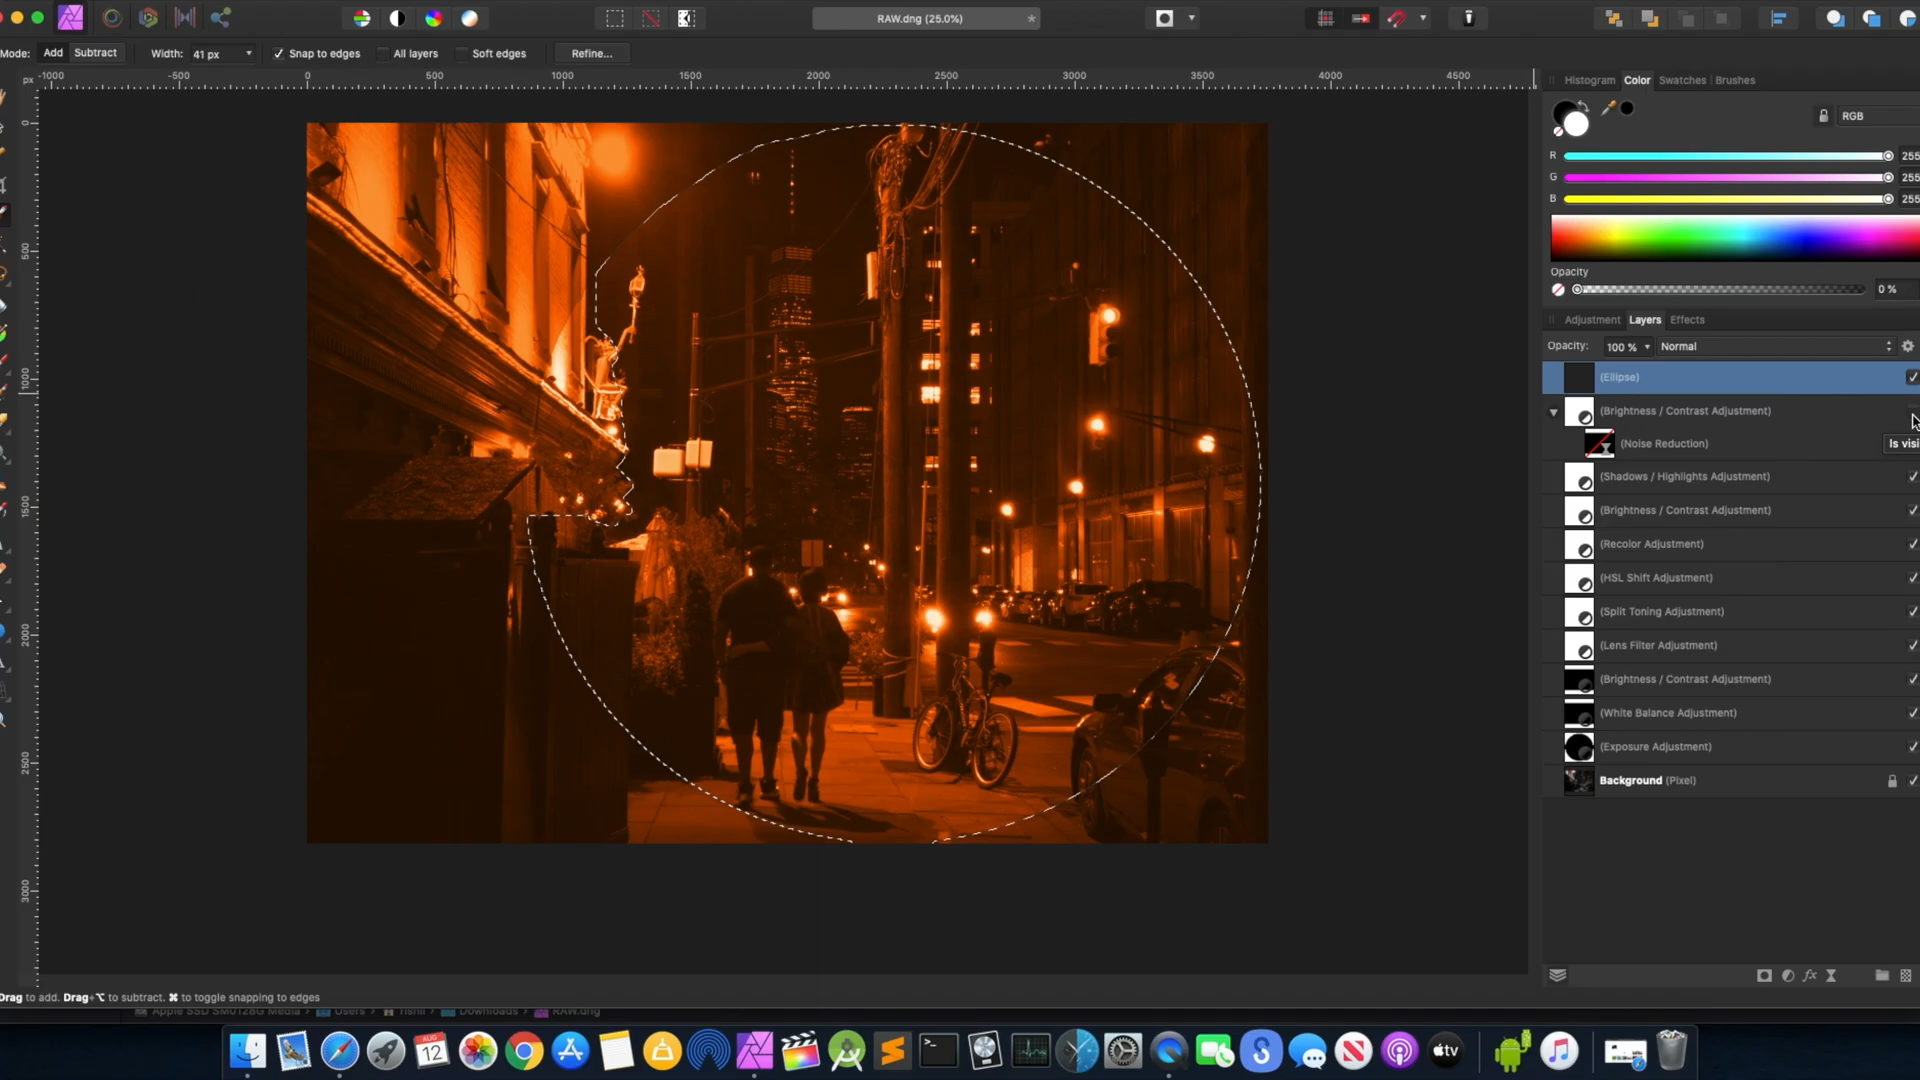 RAW.dng (25.0%)
*
Mode: Add Subtract Width: 41 px Snap to edges All layers Soft edges Refine...
px -1000 -500 0 500 1000 1500 2000 2500 3000 3500 4000 4500
0
500
1000
1500
2000
2500
3000
Histogram Color Swatches Brushes
RGB
R 255
G 255
B 255
Opacity
0 %
Adjustment Layers Effects
Opacity: 100 % Normal
(Ellipse)
(Brightness / Contrast Adjustment)
(Noise Reduction)
Is visi
(Shadows / Highlights Adjustment)
(Brightness / Contrast Adjustment)
(Recolor Adjustment)
(HSL Shift Adjustment)
(Split Toning Adjustment)
(Lens Filter Adjustment)
(Brightness / Contrast Adjustment)
(White Balance Adjustment)
(Exposure Adjustment)
Background (Pixel)
fx
Drag to add. Drag+⌥ to subtract. ⌘ to toggle snapping to edges
Apple SSD SM0128G Media Users rishil Downloads RAW.dng
AUG
12
tv